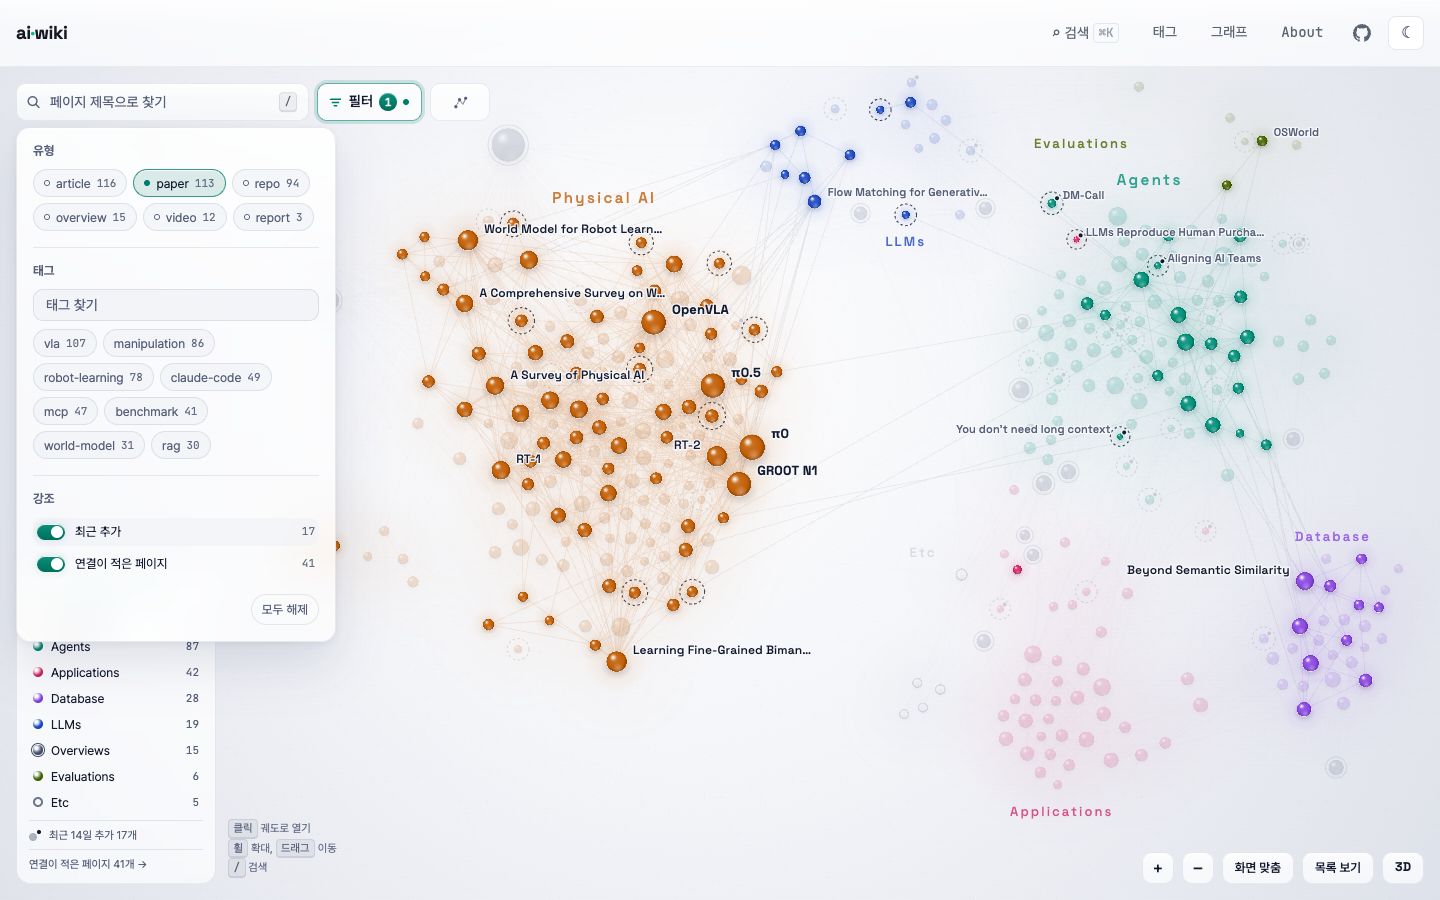 ai·wiki
검색 ⌘K
태그
그래프
About
페이지 제목으로 찾기 /
필터 1
유형
article 116
paper 113
repo 94
overview 15
video 12
report 3
태그
태그 찾기
vla 107
manipulation 86
robot-learning 78
claude-code 49
mcp 47
benchmark 41
world-model 31
rag 30
강조
최근 추가 17
연결이 적은 페이지 41
모두 해제
Agents 87
Applications 42
Database 28
LLMs 19
Overviews 15
Evaluations 6
Etc 5
최근 14일 추가 17개
연결이 적은 페이지 41개 →
클릭 궤도로 열기
휠 확대, 드래그 이동
/ 검색
Physical AI
World Model for Robot Learn...
A Comprehensive Survey on W...
OpenVLA
A Survey of Physical AI
π0.5
π0
RT-2
RT-1
GROOT N1
Learning Fine-Grained Biman...
Flow Matching for Generativ...
LLMs
Evaluations
OSWorld
Agents
DM-Call
LLMs Reproduce Human Purcha...
Aligning AI Teams
You don't need long context
Etc
Database
Beyond Semantic Similarity
Applications
+
−
화면 맞춤
목록 보기
3D